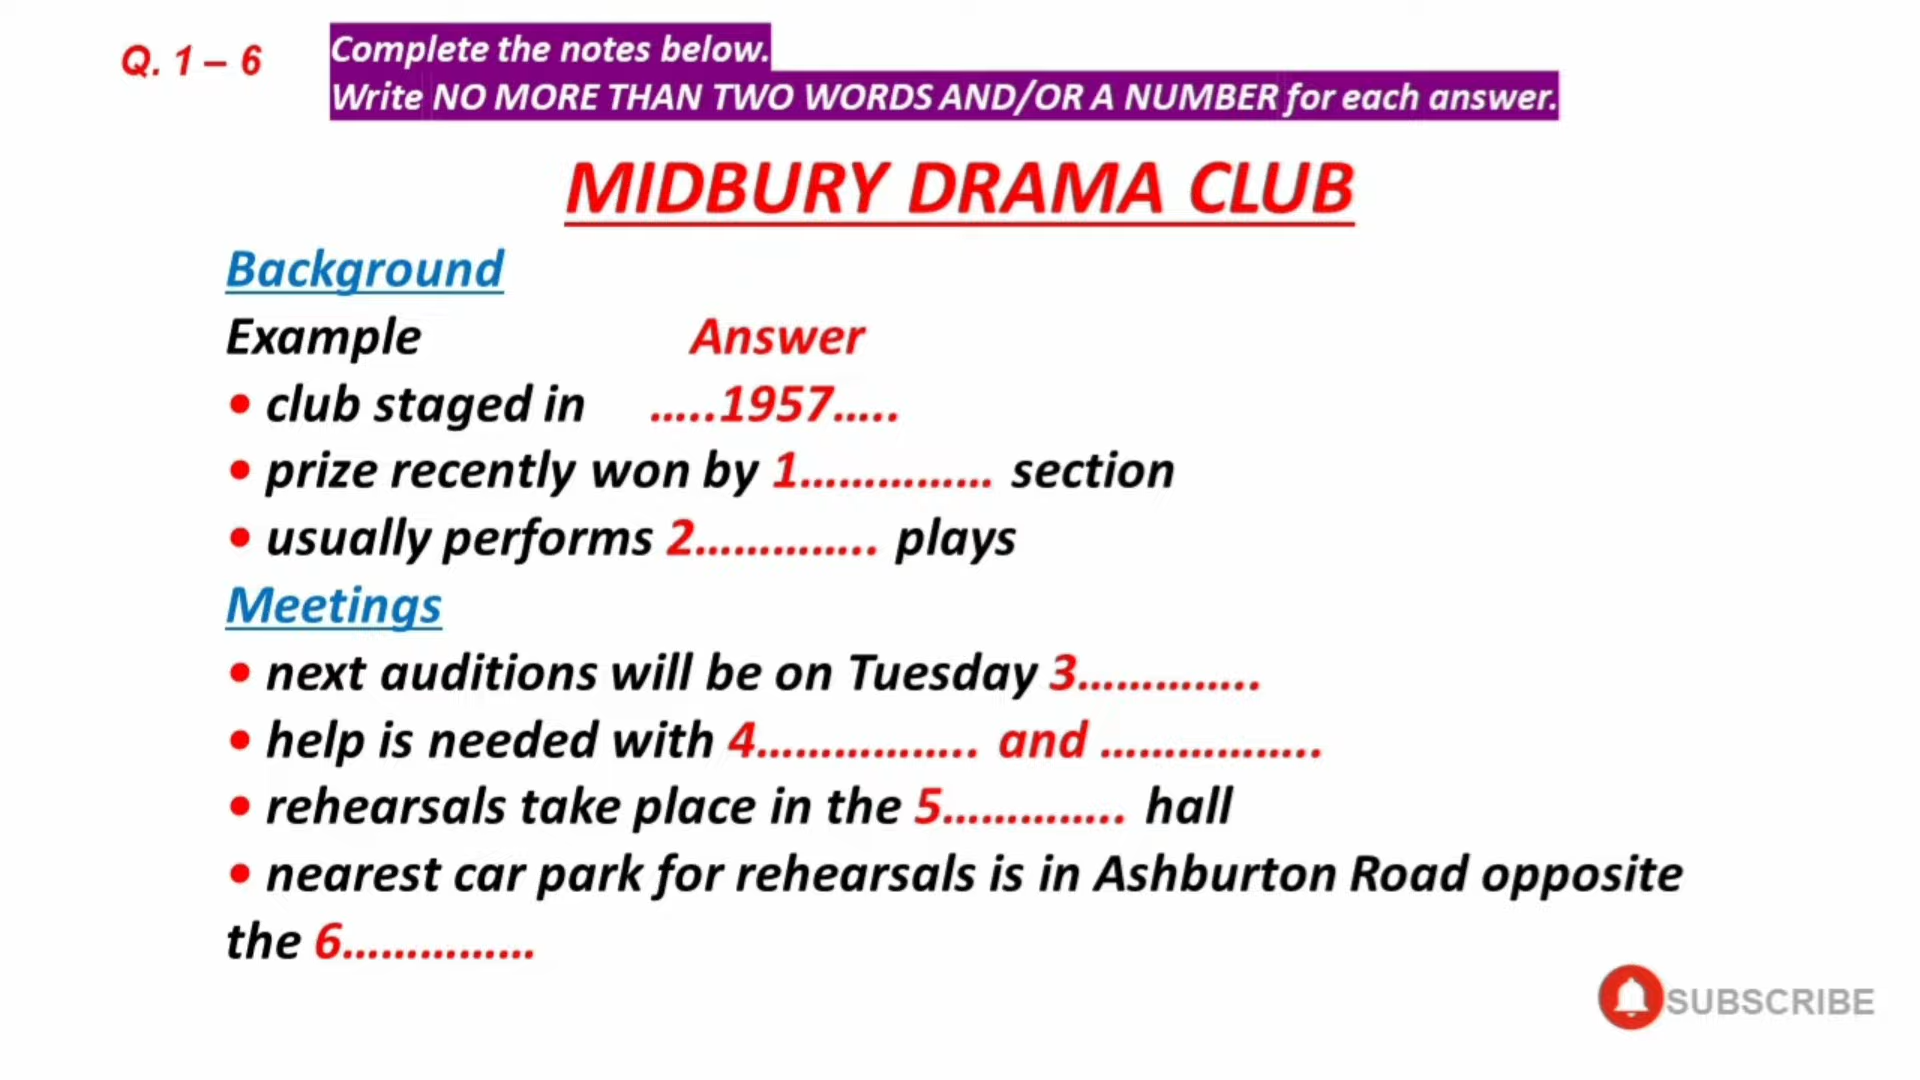 Q. 1 – 6
Complete the notes below.
Write NO MORE THAN TWO WORDS AND/OR A NUMBER for each answer.
MIDBURY DRAMA CLUB
Background
Example Answer
• club staged in …..1957…..
• prize recently won by 1…………… section
• usually performs 2………….. plays
Meetings
• next auditions will be on Tuesday 3…………..
• help is needed with 4…………….. and ……………..
• rehearsals take place in the 5………….. hall
• nearest car park for rehearsals is in Ashburton Road opposite
the 6……………
SUBSCRIBE